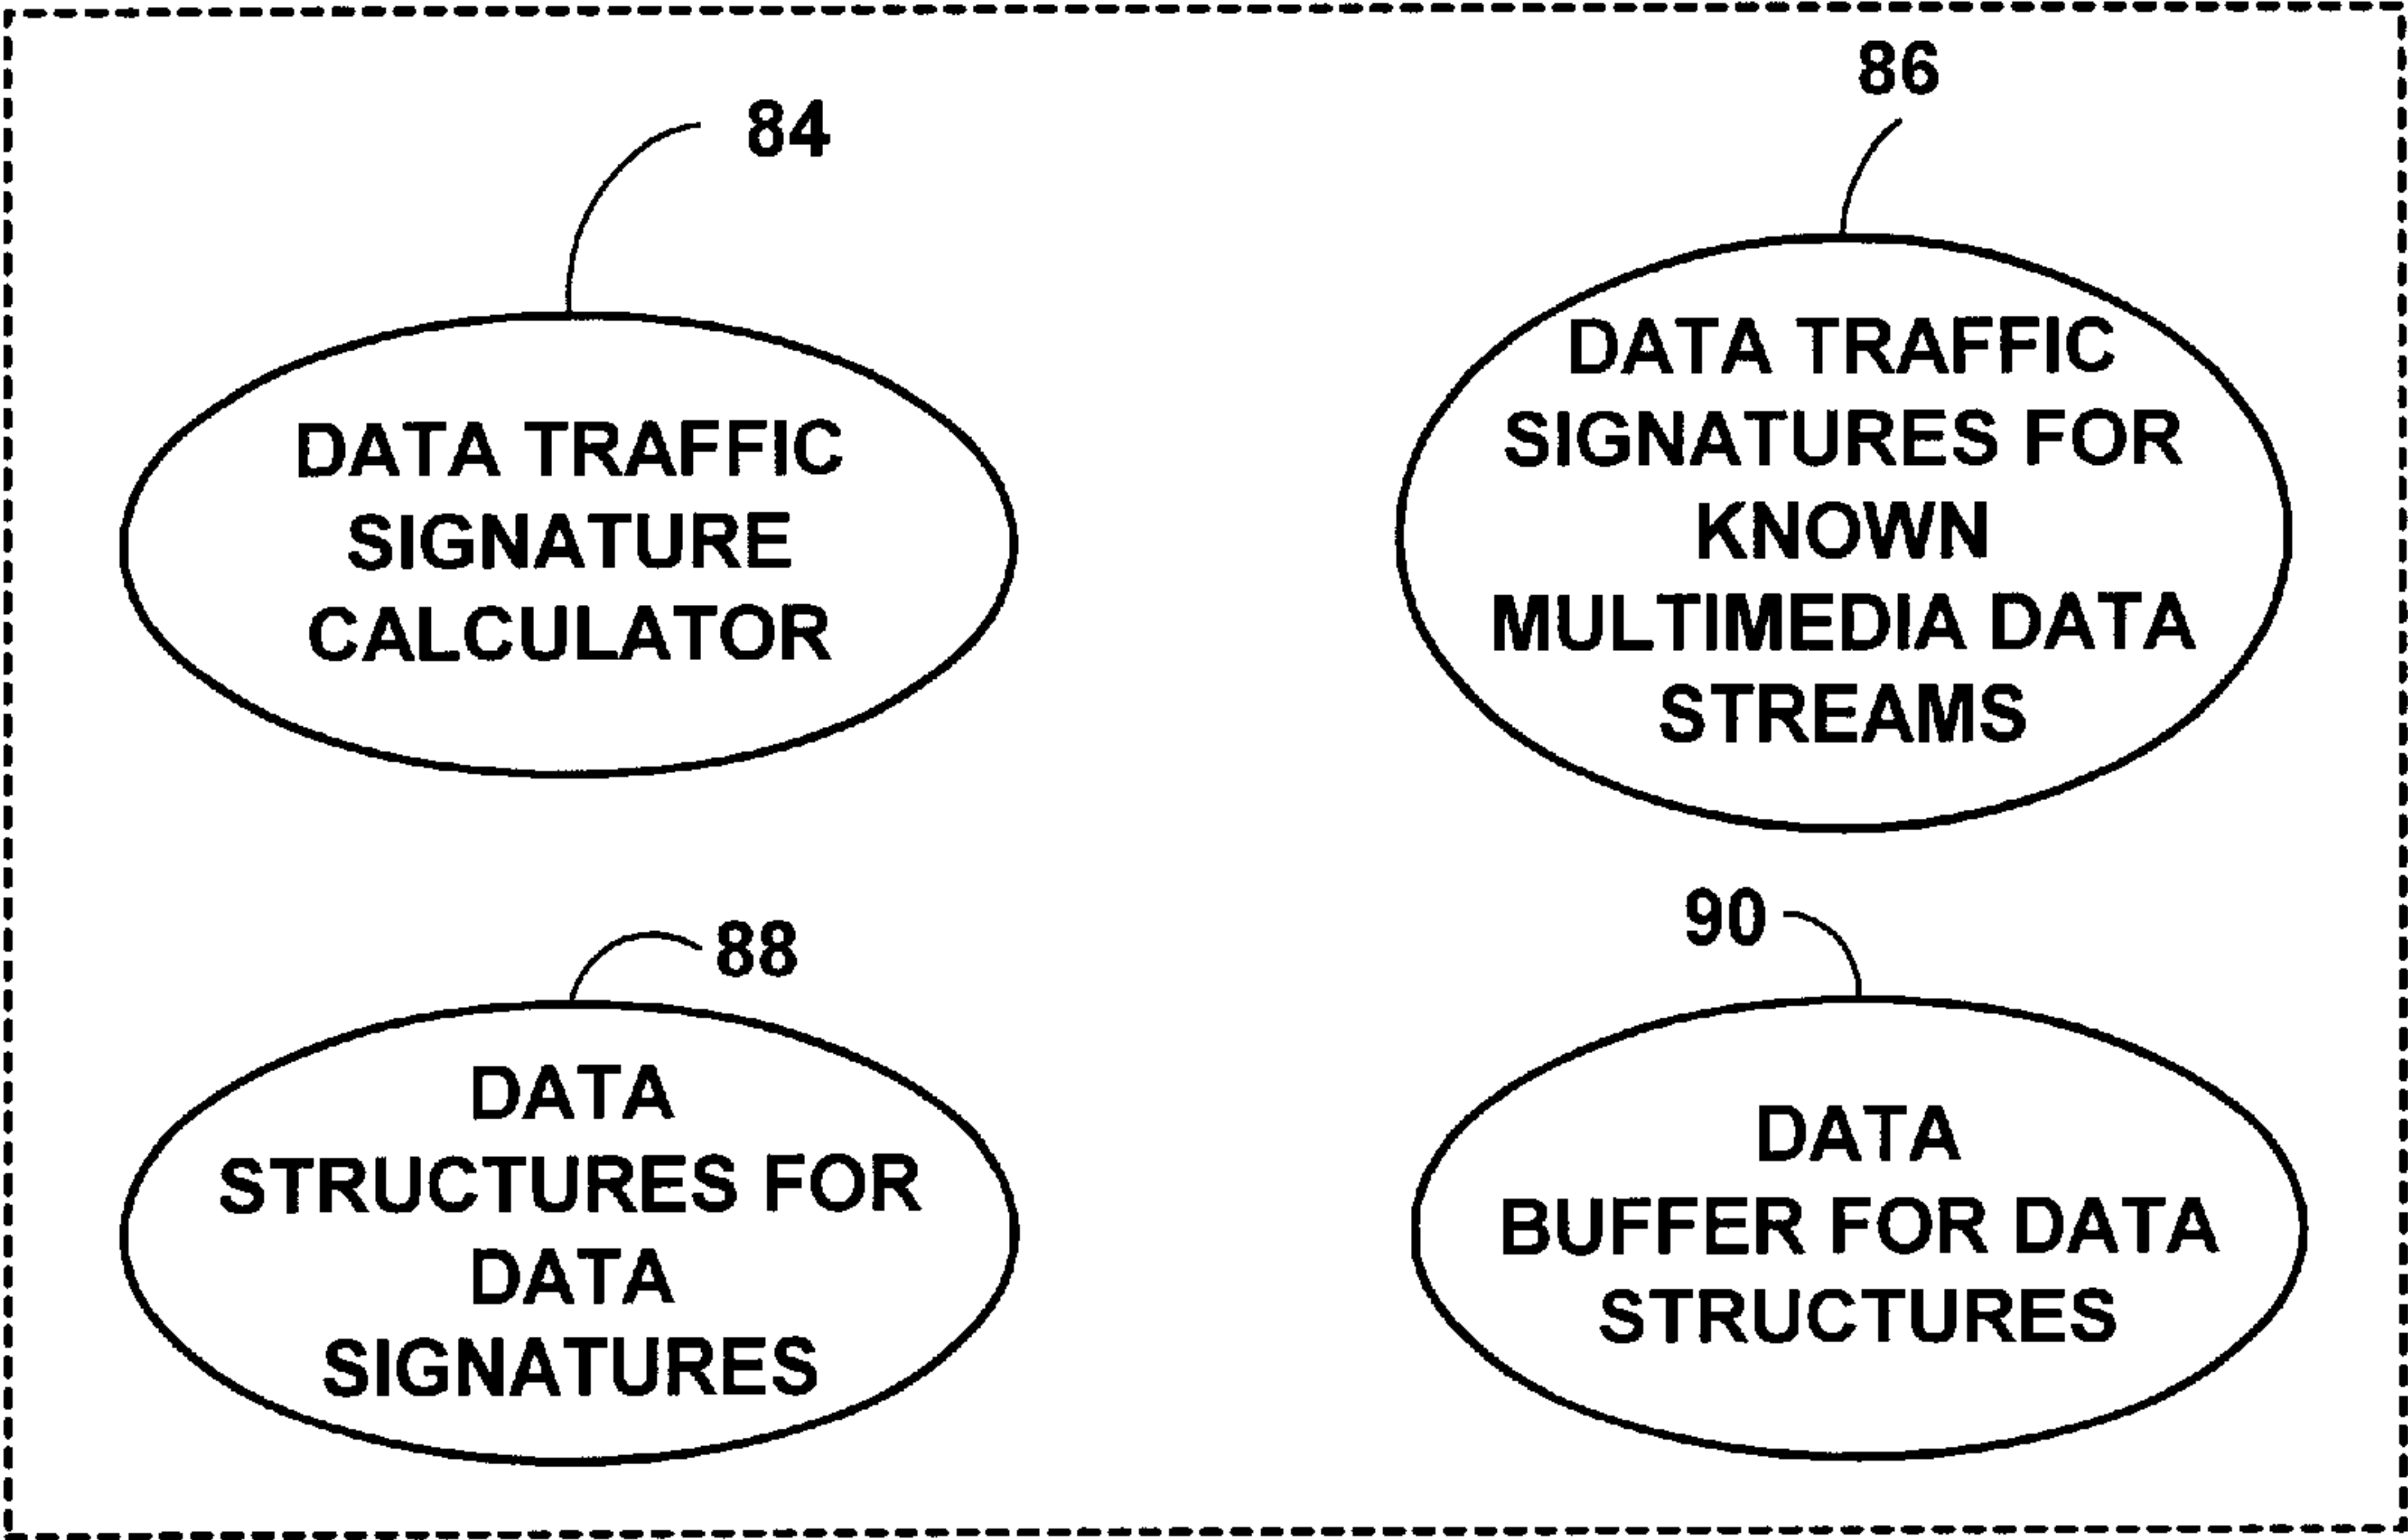 84
DATA TRAFFIC
SIGNATURE
CALCULATOR
86
DATA TRAFFIC
SIGNATURES FOR
KNOWN
MULTIMEDIA DATA
STREAMS
88
DATA
STRUCTURES FOR
DATA
SIGNATURES
90
DATA
BUFFER FOR DATA
STRUCTURES